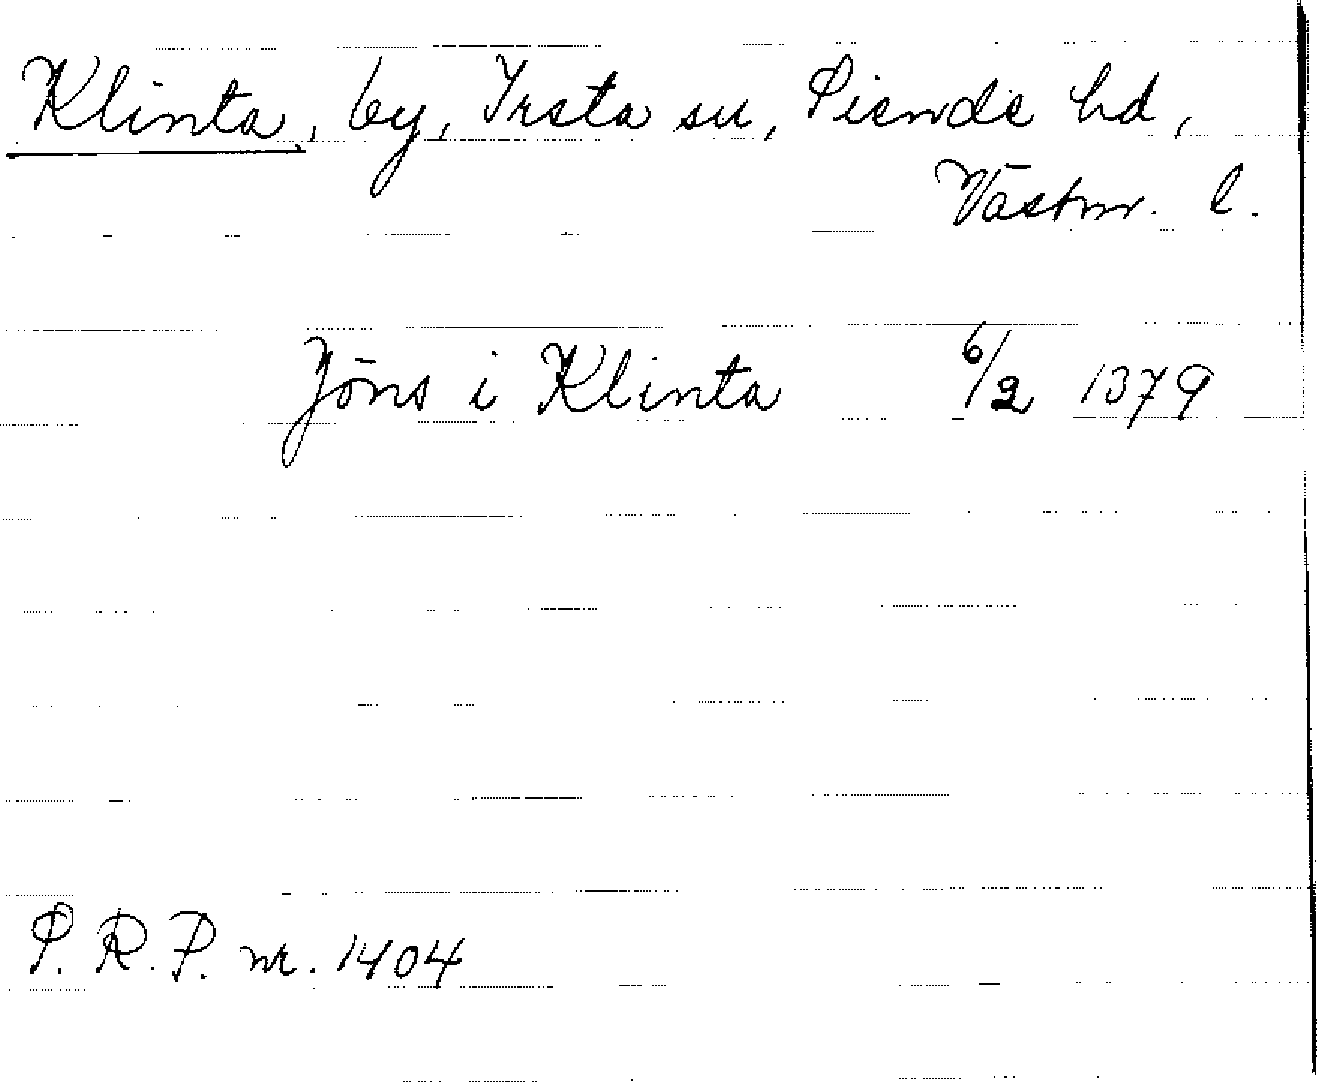 Klinta, by, Irsta sn, Siende hd,
Västm. l.
Jöns i Klinta 6/2 1379
S. R. P. nr. 1404